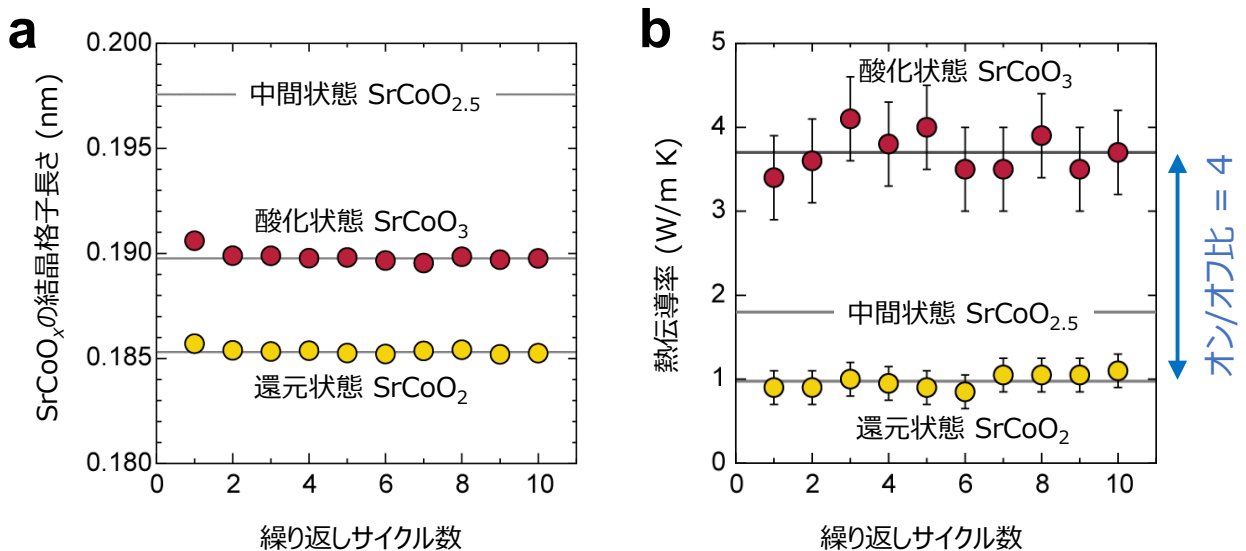 a
0.200
0.195
0.190
0.185
0.180
SrCoOₓの結晶格子長さ (nm)
中間状態 SrCoO₂.₅
酸化状態 SrCoO₃
還元状態 SrCoO₂
0 2 4 6 8 10
繰り返しサイクル数
b
5
4
3
2
1
0
熱伝導率 (W/m K)
酸化状態 SrCoO₃
中間状態 SrCoO₂.₅
還元状態 SrCoO₂
0 2 4 6 8 10
繰り返しサイクル数
オン/オフ比 = 4